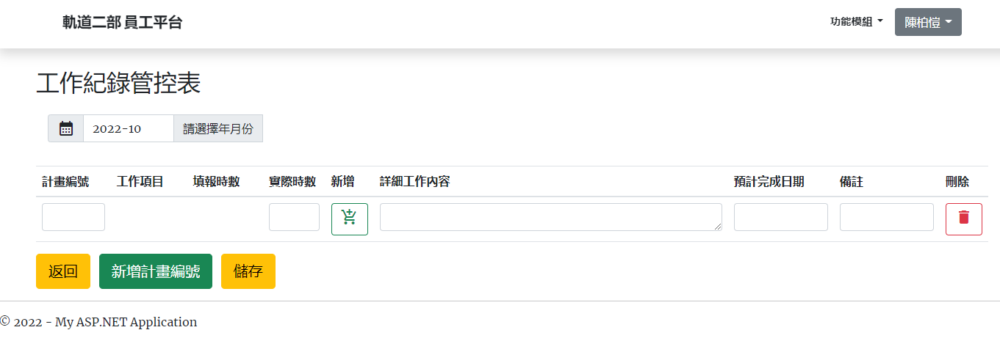 軌道二部 員工平台
功能模組 陳柏愷
工作紀錄管控表
2022-10 請選擇年月份
計畫編號 工作項目 填報時數 實際時數 新增 詳細工作內容 預計完成日期 備註 刪除
返回 新增計畫編號 儲存
© 2022 - My ASP.NET Application